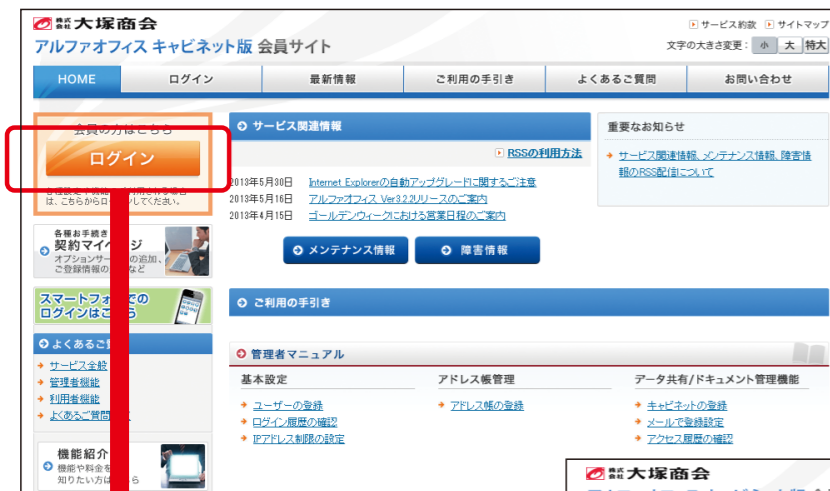 株式会社 大塚商会
サービス約款 サイトマップ
アルファオフィス キャビネット版 会員サイト
文字の大きさ変更: 小 大 特大
HOME ログイン 最新情報 ご利用の手引き よくあるご質問 お問い合わせ
会員の方はこちら
ログイン
は、こちらからロ
してください。
各種お手続き
契約マイ
ジ
オプションサー
の追加、
ご登録情報の
など
スマートフォ
での
ログインはこ
ら
よくあるご
サービス全般
管理者機能
利用者機能
よくあるご質問
機能紹介
機能や料金を
知りたい方は
ら
サービス関連情報
RSSの利用方法
2013年5月30日 Internet Explorerの自動アップグレードに関するご注意
2013年5月16日 アルファオフィス Ver3.2.2リリースのご案内
2013年4月15日 ゴールデンウィークにおける営業日程のご案内
メンテナンス情報 障害情報
重要なお知らせ
サービス関連情報、メンテナンス情報、障害情
報のRSS配信について
ご利用の手引き
管理者マニュアル
基本設定
ユーザーの登録
ログイン履歴の確認
IPアドレス制限の設定
アドレス帳管理
アドレス帳の登録
データ共有/ドキュメント管理機能
キャビネットの登録
メールで登録設定
アクセス履歴の確認
株式会社 大塚商会